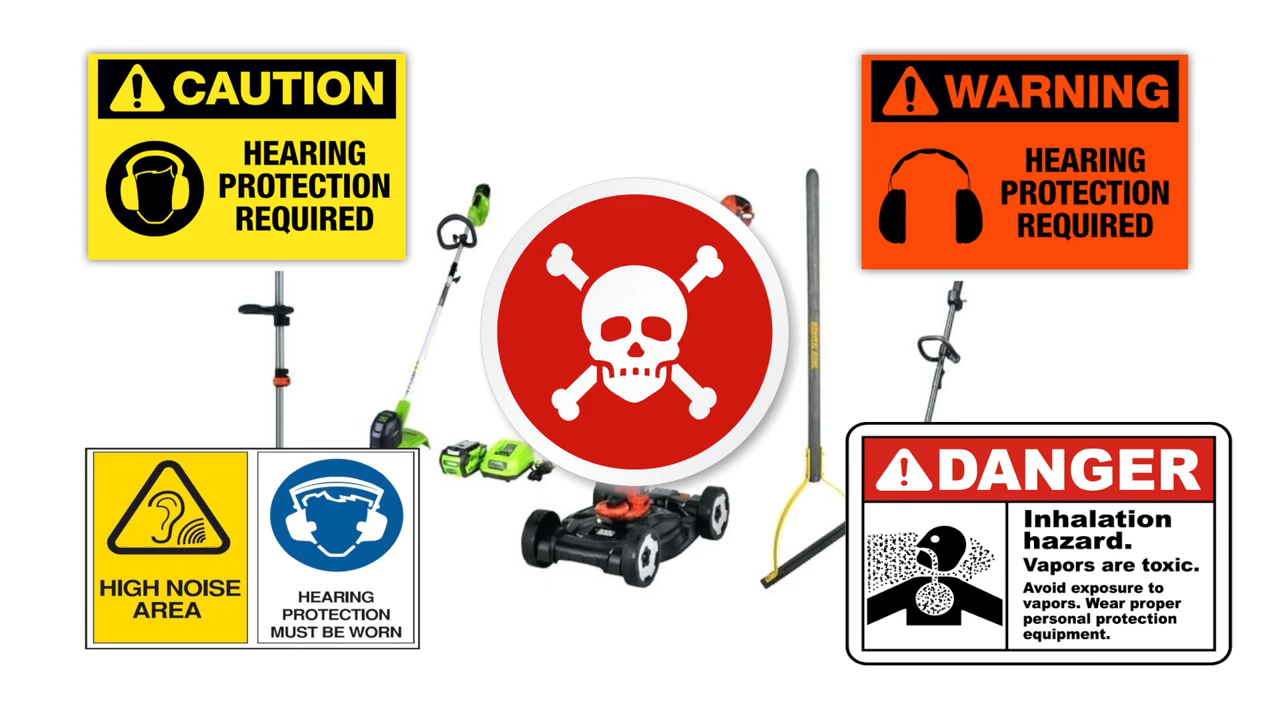 CAUTION
HEARING
PROTECTION
REQUIRED
WARNING
HEARING
PROTECTION
REQUIRED
HIGH NOISE
AREA
HEARING
PROTECTION
MUST BE WORN
DANGER
Inhalation
hazard.
Vapors are toxic.
Avoid exposure to
vapors. Wear proper
personal protection
equipment.